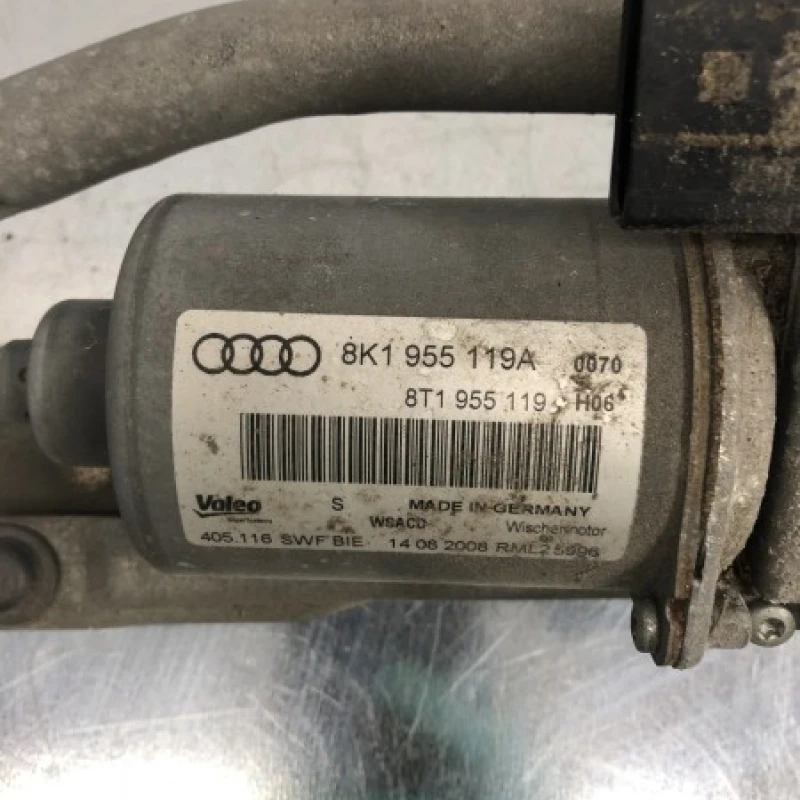 8K1 955 119A 0070
8T1 955 119 H06
Valeo S MADE IN GERMANY
WSACD Wischermotor
405.116 SWF BIE 14 08 2008 RML25996